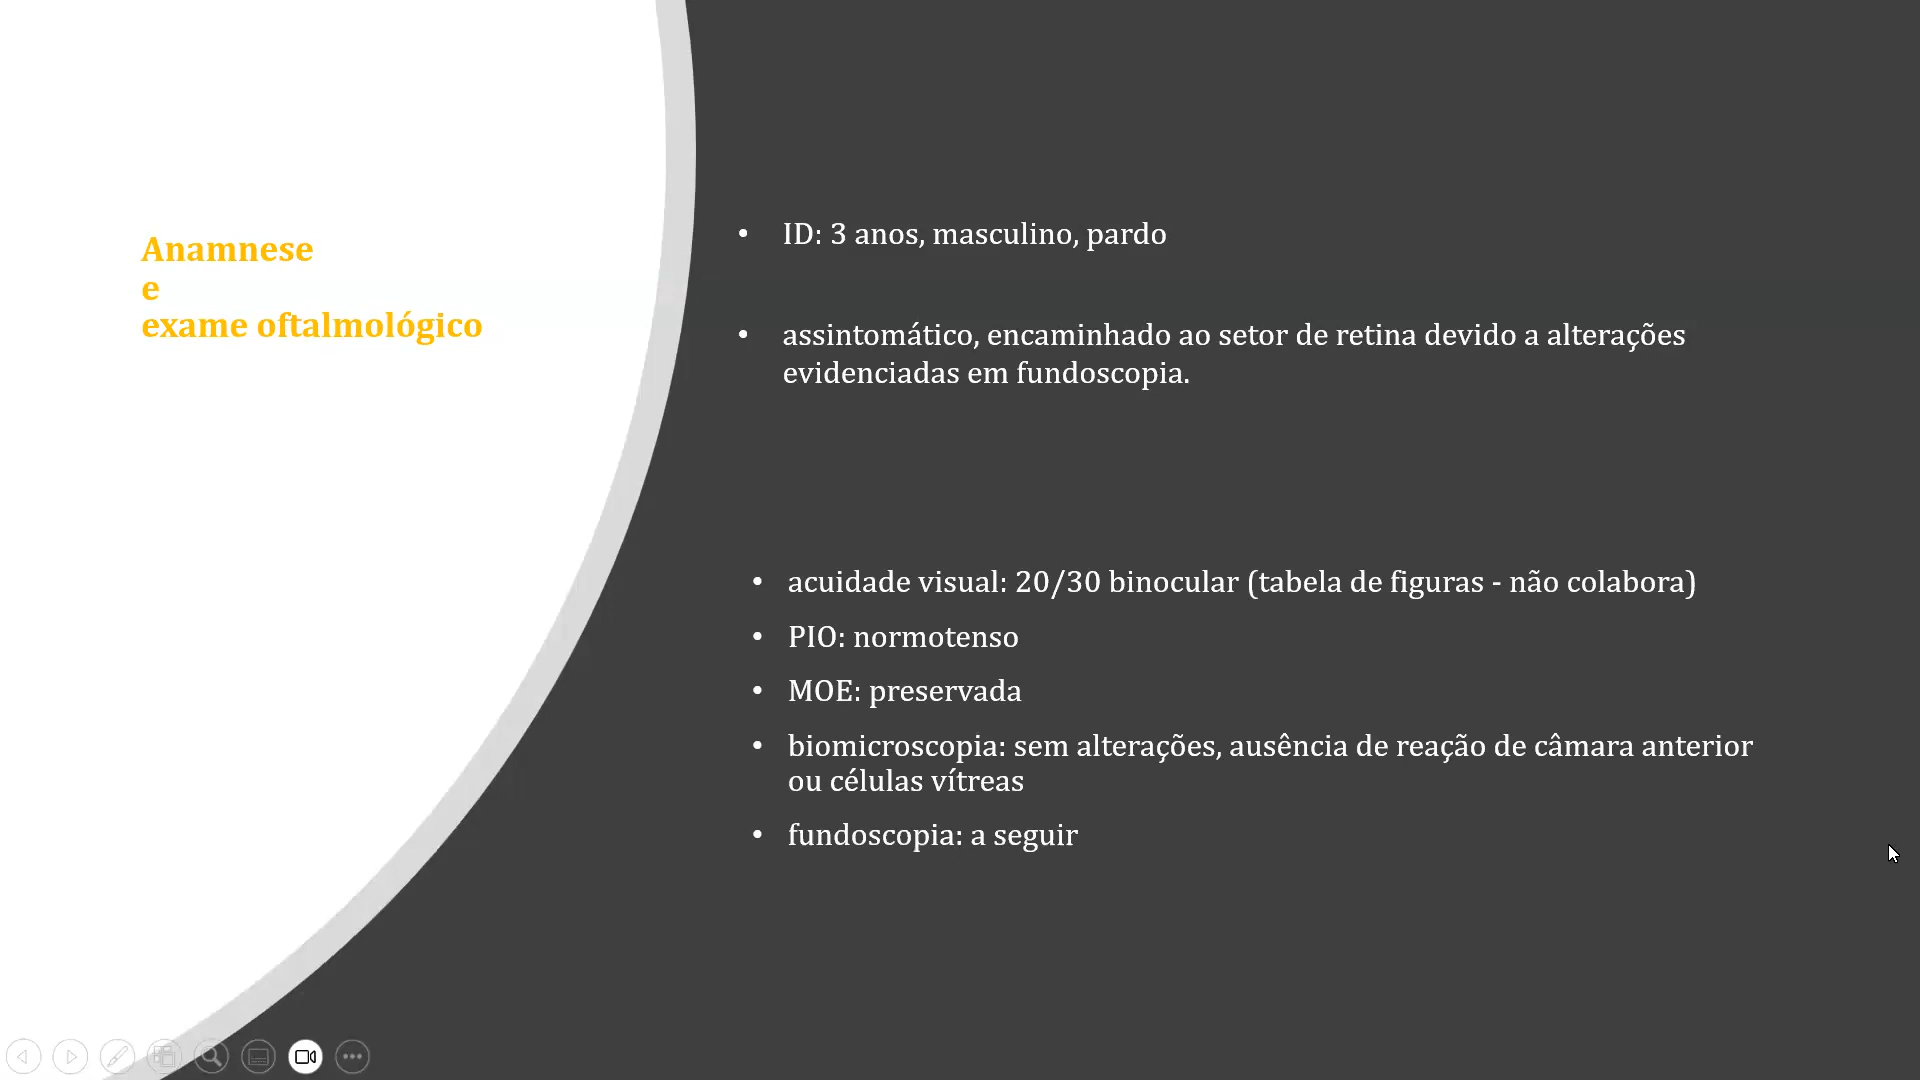 Anamnese
e
exame oftalmológico
• ID: 3 anos, masculino, pardo
• assintomático, encaminhado ao setor de retina devido a alterações
evidenciadas em fundoscopia.
• acuidade visual: 20/30 binocular (tabela de figuras - não colabora)
• PIO: normotenso
• MOE: preservada
• biomicroscopia: sem alterações, ausência de reação de câmara anterior
ou células vítreas
• fundoscopia: a seguir